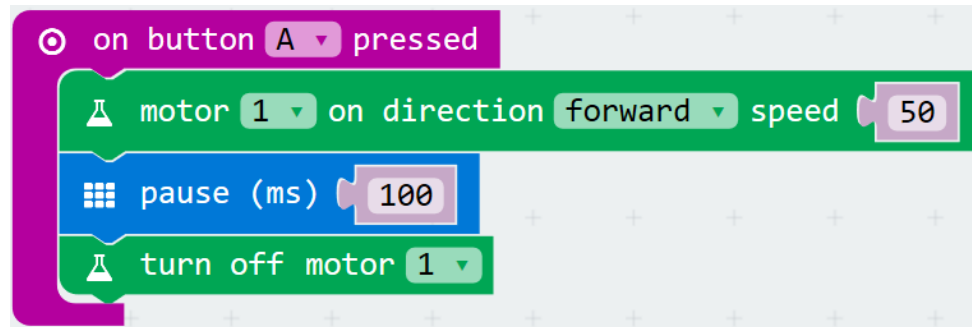 on button A pressed
motor 1 on direction forward speed 50
pause (ms) 100
turn off motor 1